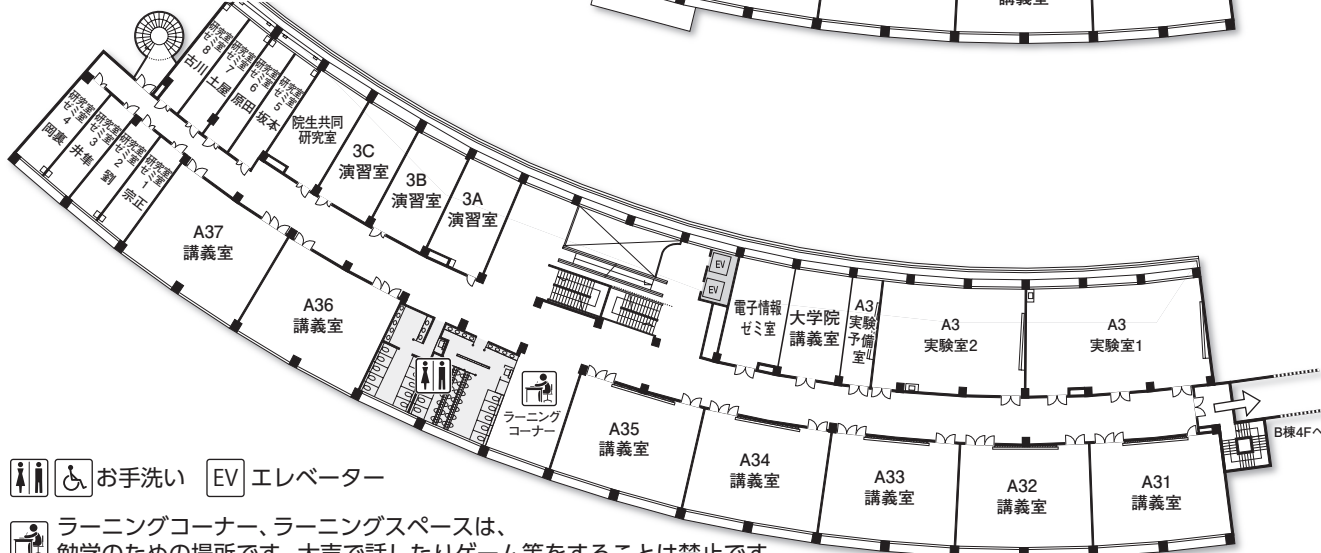 講義室
研究室
ゼミ室
8
古川
研究室
ゼミ室
7
土屋
研究室
ゼミ室
6
原田
研究室
ゼミ室
5
坂本
院生共同
研究室
3C
演習室
3B
演習室
3A
演習室
研究室
ゼミ室
4
岡裏
研究室
ゼミ室
3
井隼
研究室
ゼミ室
2
劉
研究室
ゼミ室
1
宗正
A37
講義室
A36
講義室
EV
EV
電子情報
ゼミ室
大学院
講義室
A3
実験
予備
室
A3
実験室2
A3
実験室1
ラーニング
コーナー
A35
講義室
A34
講義室
A33
講義室
A32
講義室
A31
講義室
B棟4Fへ
お手洗い
EV エレベーター
ラーニングコーナー、ラーニングスペースは、
勉学のための場所です。大声で話したりゲーム等をすることは禁止です